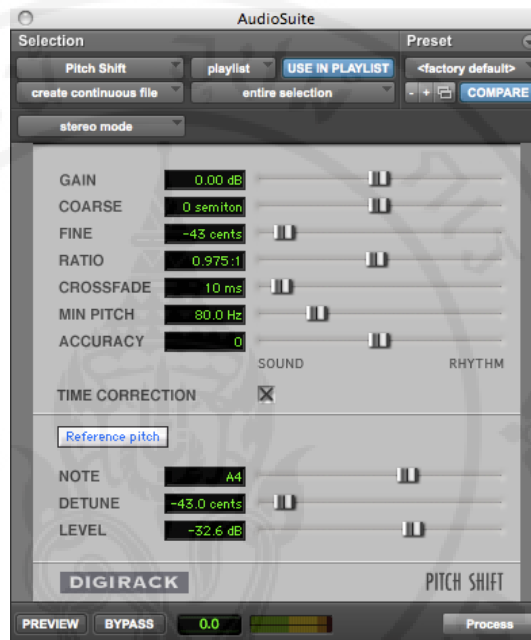 AudioSuite
Selection Preset
Pitch Shift playlist USE IN PLAYLIST <factory default>
create continuous file entire selection - + COMPARE
stereo mode
GAIN 0.00 dB
COARSE 0 semiton
FINE -43 cents
RATIO 0.975:1
CROSSFADE 10 ms
MIN PITCH 80.0 Hz
ACCURACY 0
SOUND RHYTHM
TIME CORRECTION
Reference pitch
NOTE A4
DETUNE -43.0 cents
LEVEL -32.6 dB
DIGIRACK PITCH SHIFT
PREVIEW BYPASS 0.0 Process